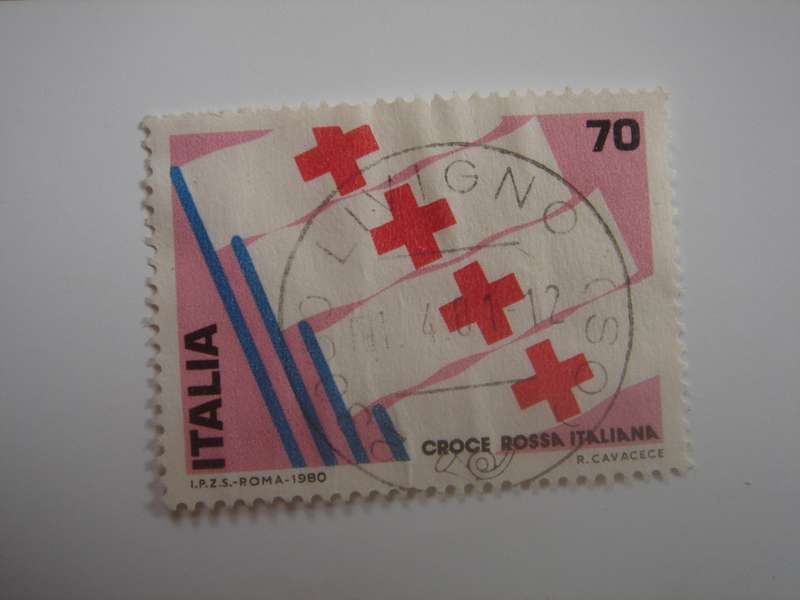 70
LIVIGNO
ITALIA
CROCE ROSSA ITALIANA
I.P.Z.S.-ROMA-1980
R. CAVACECE